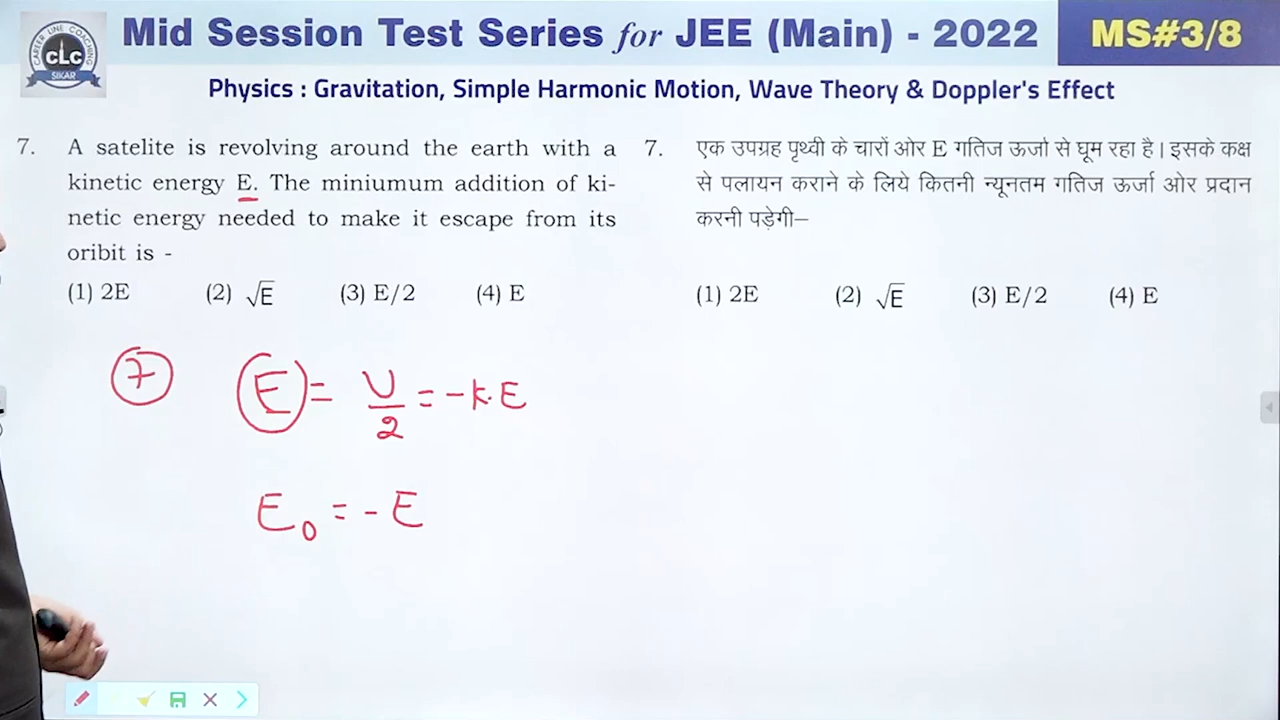 CAREER LINE COACHING
CLC
SIKAR
Mid Session Test Series for JEE (Main) - 2022
MS#3/8
Physics : Gravitation, Simple Harmonic Motion, Wave Theory & Doppler's Effect
7. A satelite is revolving around the earth with a
kinetic energy E. The miniumum addition of ki-
netic energy needed to make it escape from its
oribit is -
(1) 2E (2) √E (3) E/2 (4) E
7. एक उपग्रह पृथ्वी के चारों ओर E गतिज ऊर्जा से घूम रहा है। इसके कक्ष
से पलायन कराने के लिये कितनी न्यूनतम गतिज ऊर्जा ओर प्रदान
करनी पड़ेगी–
(1) 2E (2) √E (3) E/2 (4) E
7 E = U/2 = -K.E
E₀ = - E